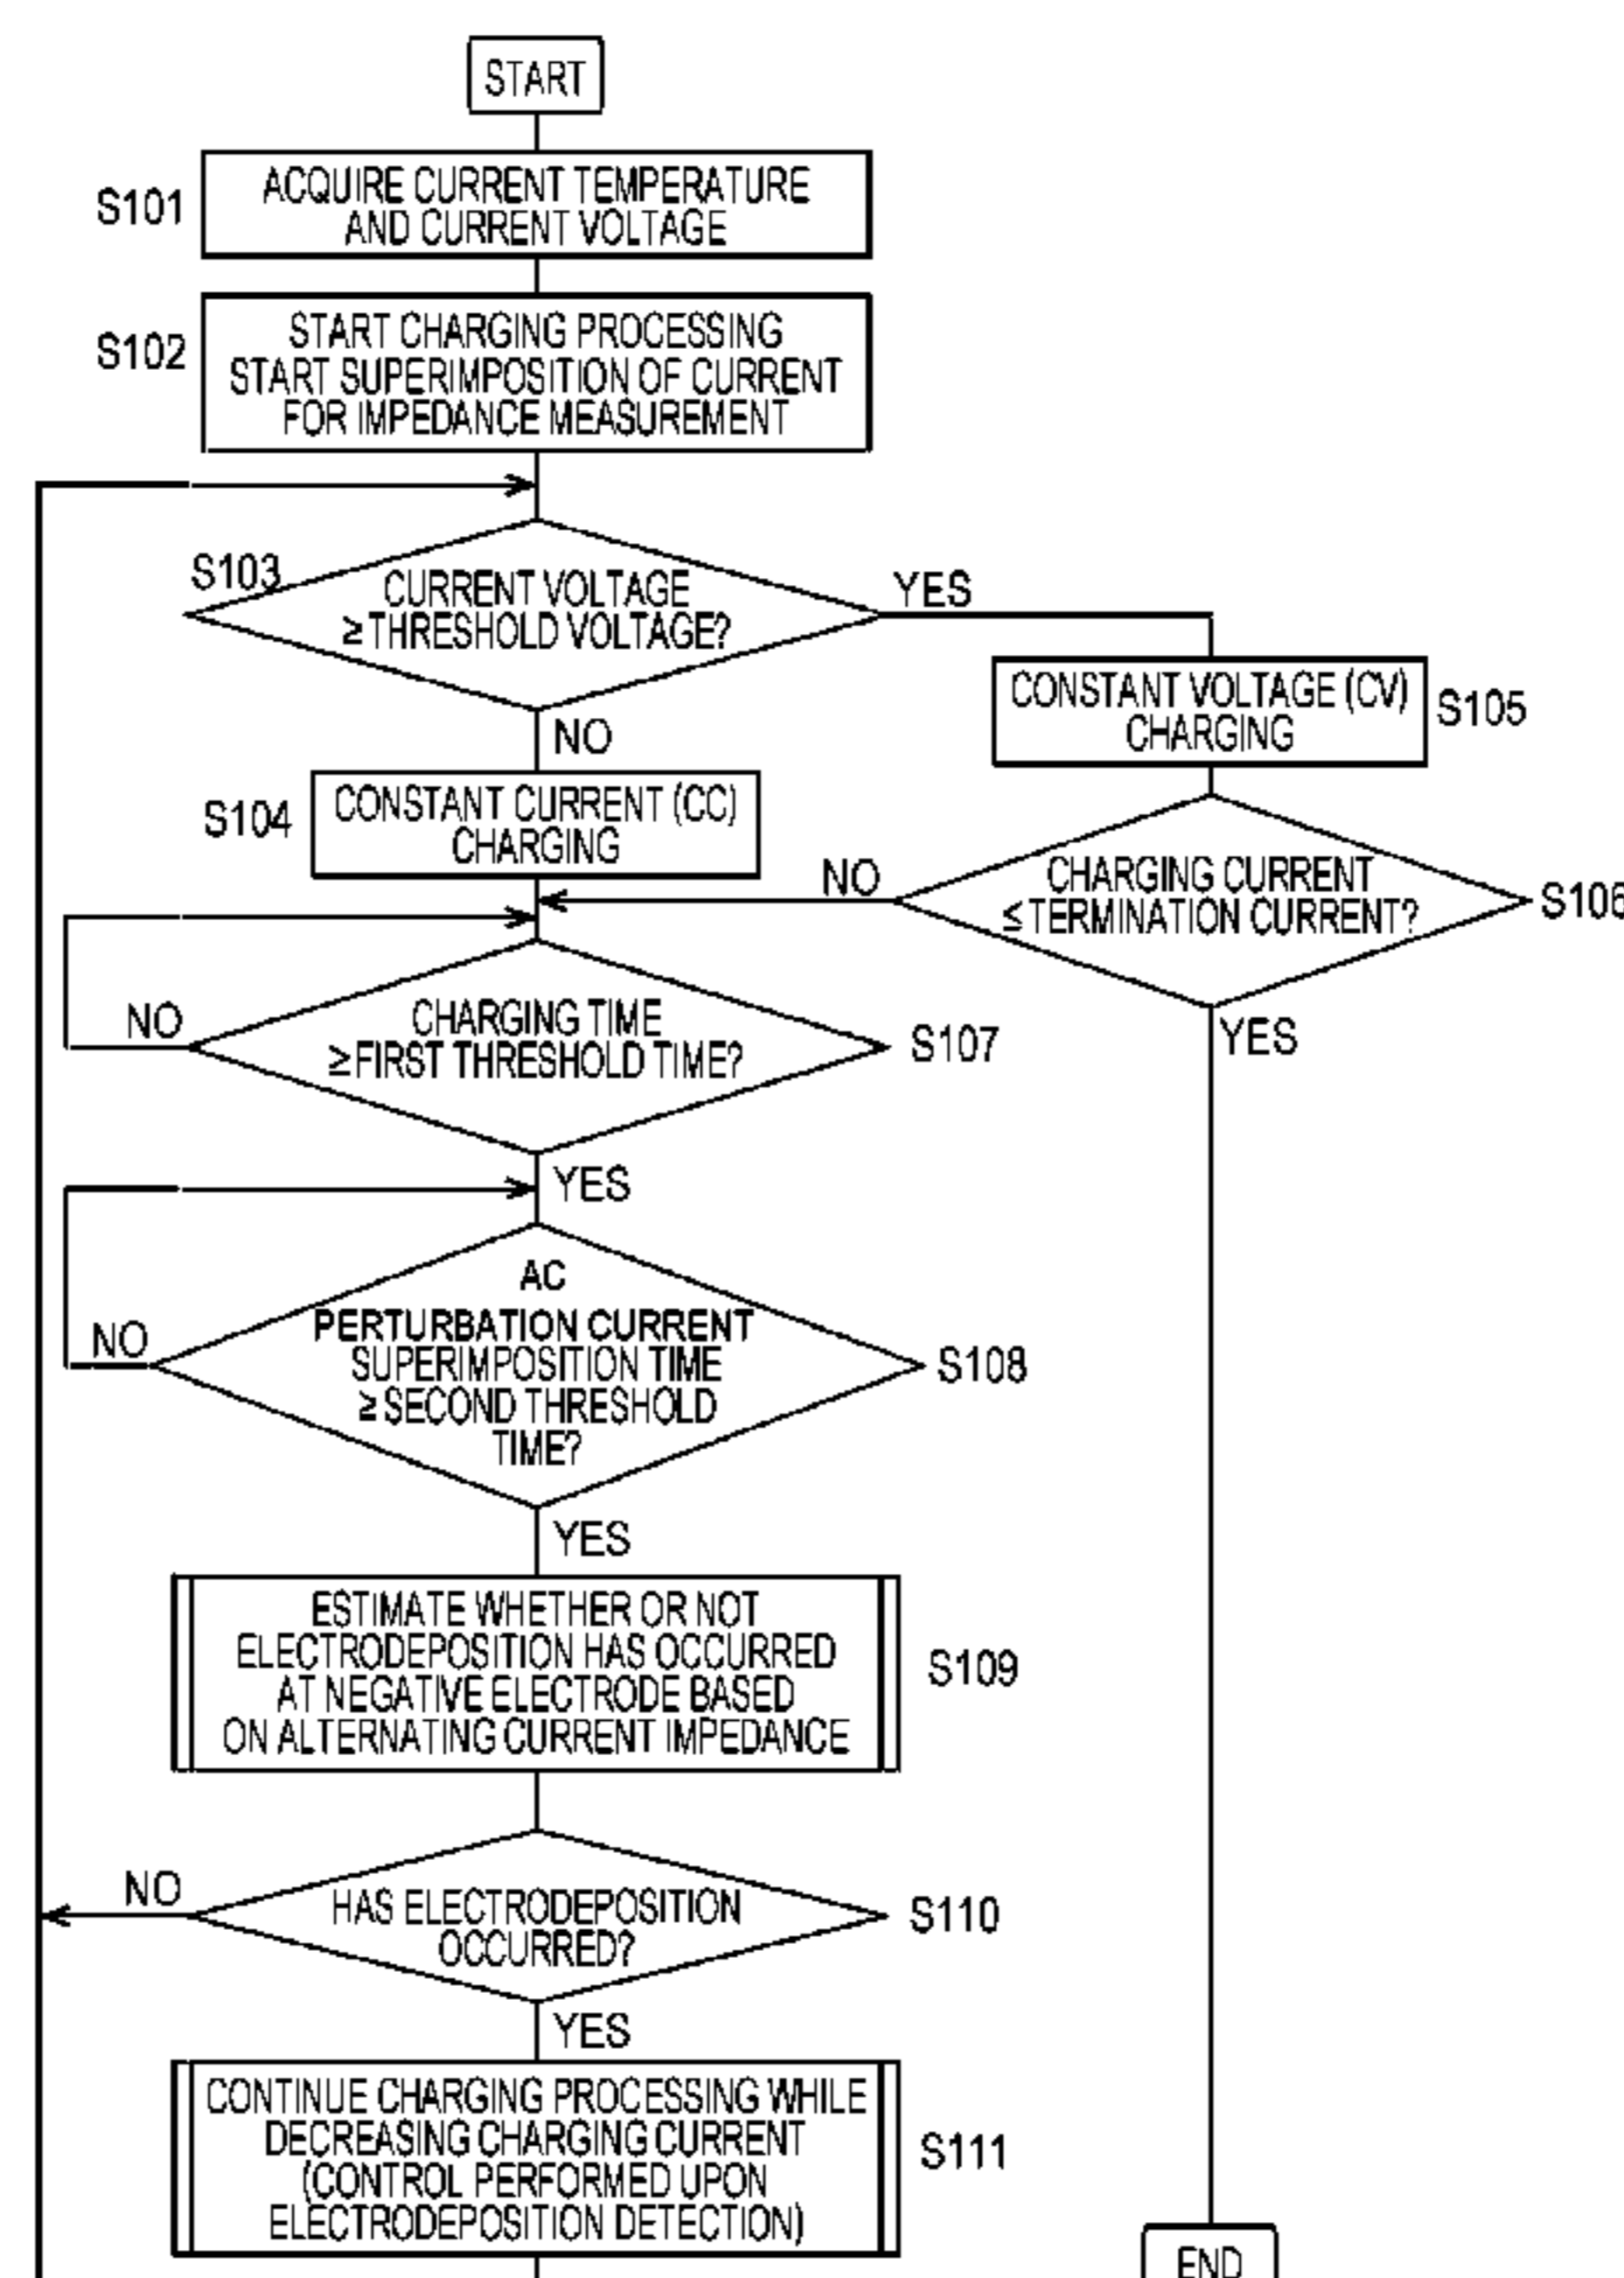 START
S101
ACQUIRE CURRENT TEMPERATURE
AND CURRENT VOLTAGE
S102
START CHARGING PROCESSING
START SUPERIMPOSITION OF CURRENT
FOR IMPEDANCE MEASUREMENT
S103
CURRENT VOLTAGE
≥THRESHOLD VOLTAGE?
YES
NO
CONSTANT VOLTAGE (CV)
CHARGING
S105
S104
CONSTANT CURRENT (CC)
CHARGING
NO
CHARGING CURRENT
≤TERMINATION CURRENT?
S106
YES
NO
CHARGING TIME
≥FIRST THRESHOLD TIME?
S107
YES
NO
AC
PERTURBATION CURRENT
SUPERIMPOSITION TIME
≥SECOND THRESHOLD
TIME?
S108
YES
ESTIMATE WHETHER OR NOT
ELECTRODEPOSITION HAS OCCURRED
AT NEGATIVE ELECTRODE BASED
ON ALTERNATING CURRENT IMPEDANCE
S109
NO
HAS ELECTRODEPOSITION
OCCURRED?
S110
YES
CONTINUE CHARGING PROCESSING WHILE
DECREASING CHARGING CURRENT
(CONTROL PERFORMED UPON
ELECTRODEPOSITION DETECTION)
S111
END